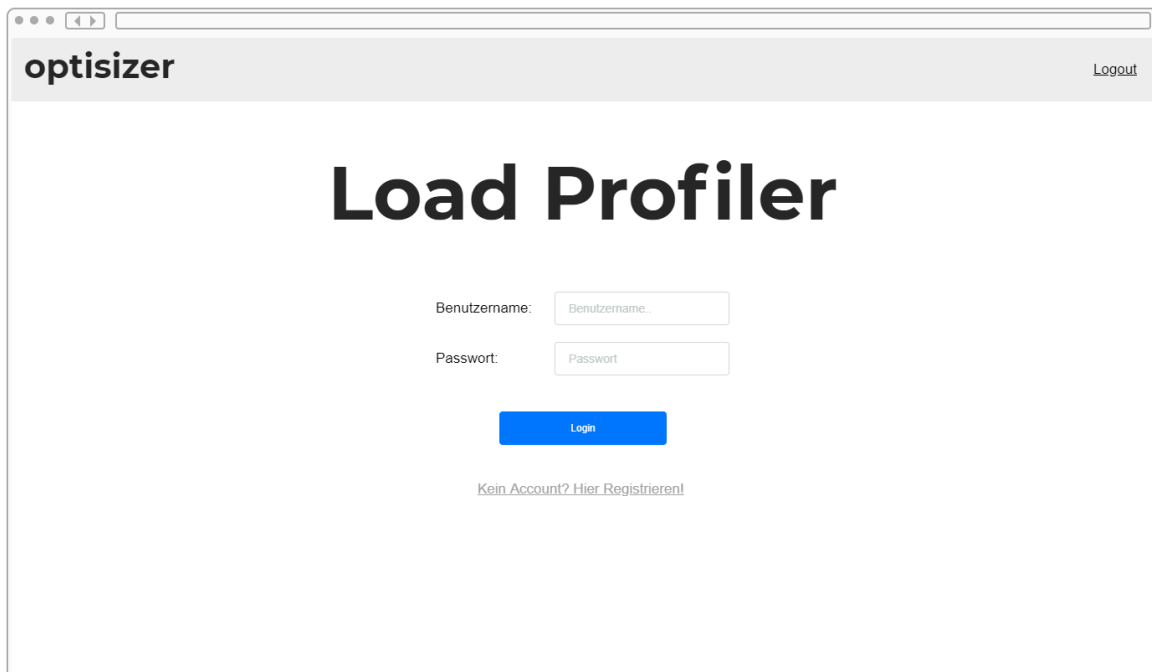 optisizer
Logout
Load Profiler
Benutzername:
Benutzername..
Passwort:
Passwort
Login
Kein Account? Hier Registrieren!